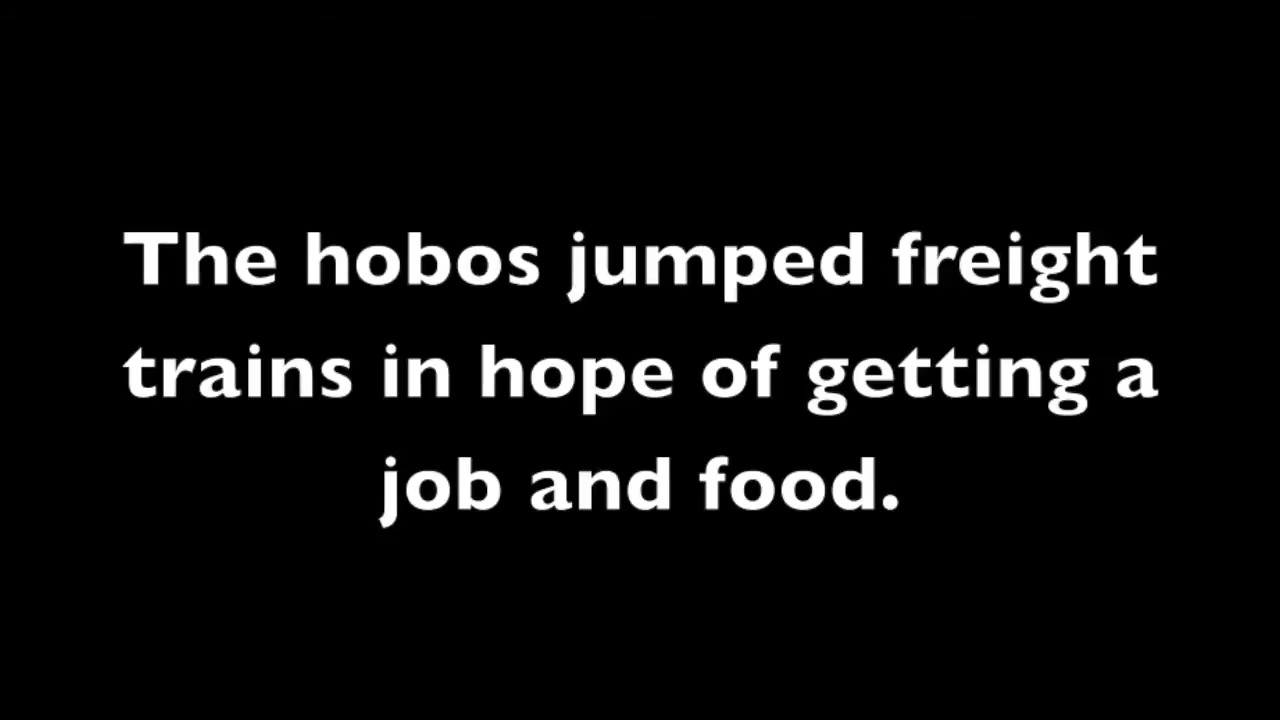 The hobos jumped freight
trains in hope of getting a
job and food.